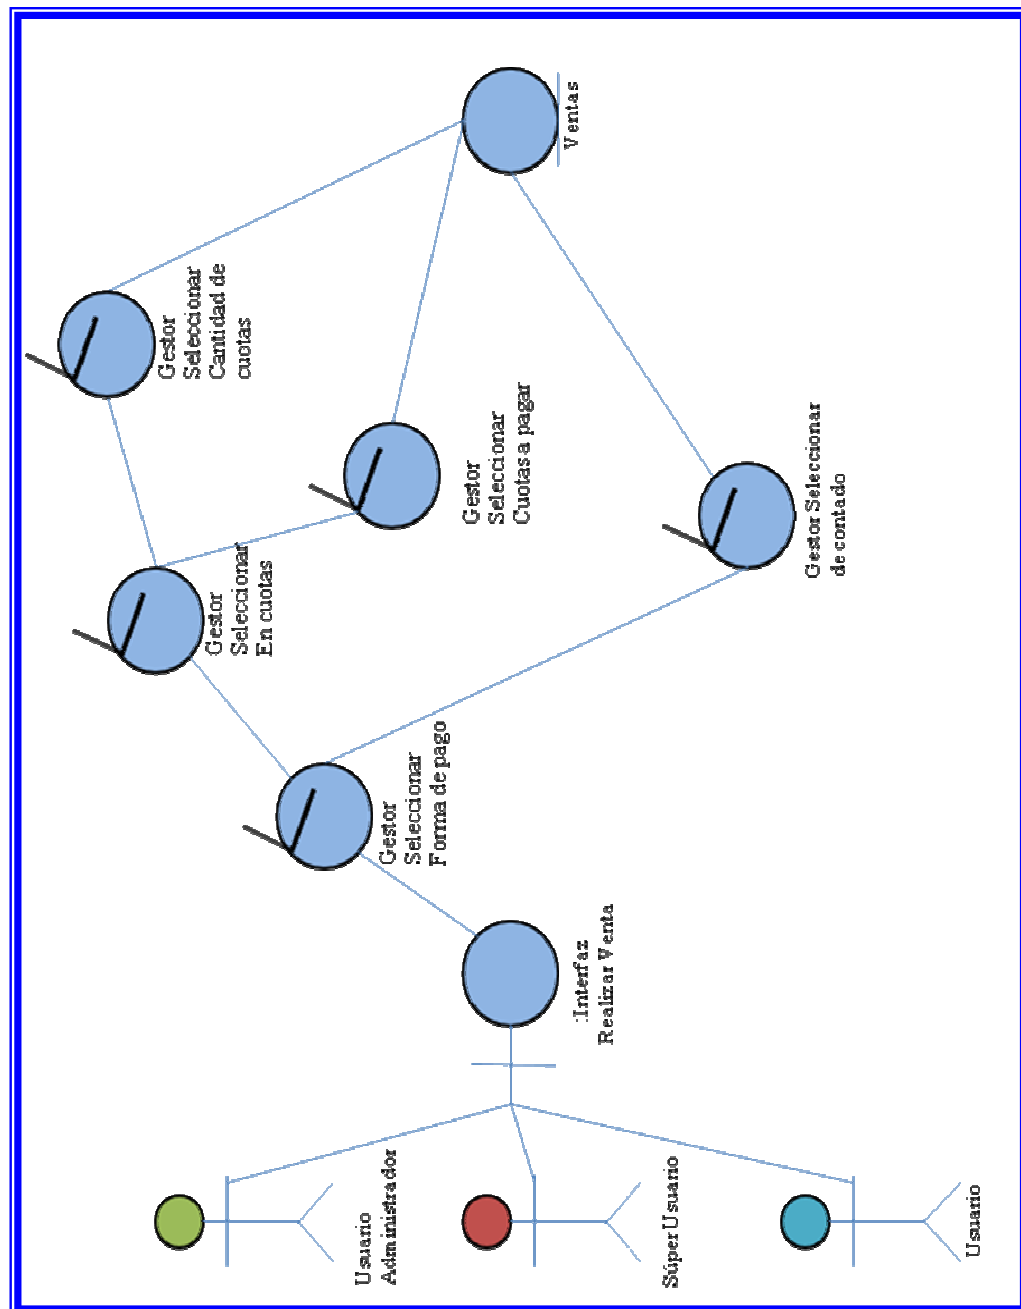 Usuario
Administrador
Súper Usuario
Usuario
:Interfaz
Realizar Venta
Gestor
Seleccionar
Forma de pago
Gestor
Seleccionar
En cuotas
Gestor
Seleccionar
Cantidad de
cuotas
Gestor
Seleccionar
Cuotas a pagar
Gestor Seleccionar
de contado
Ventas